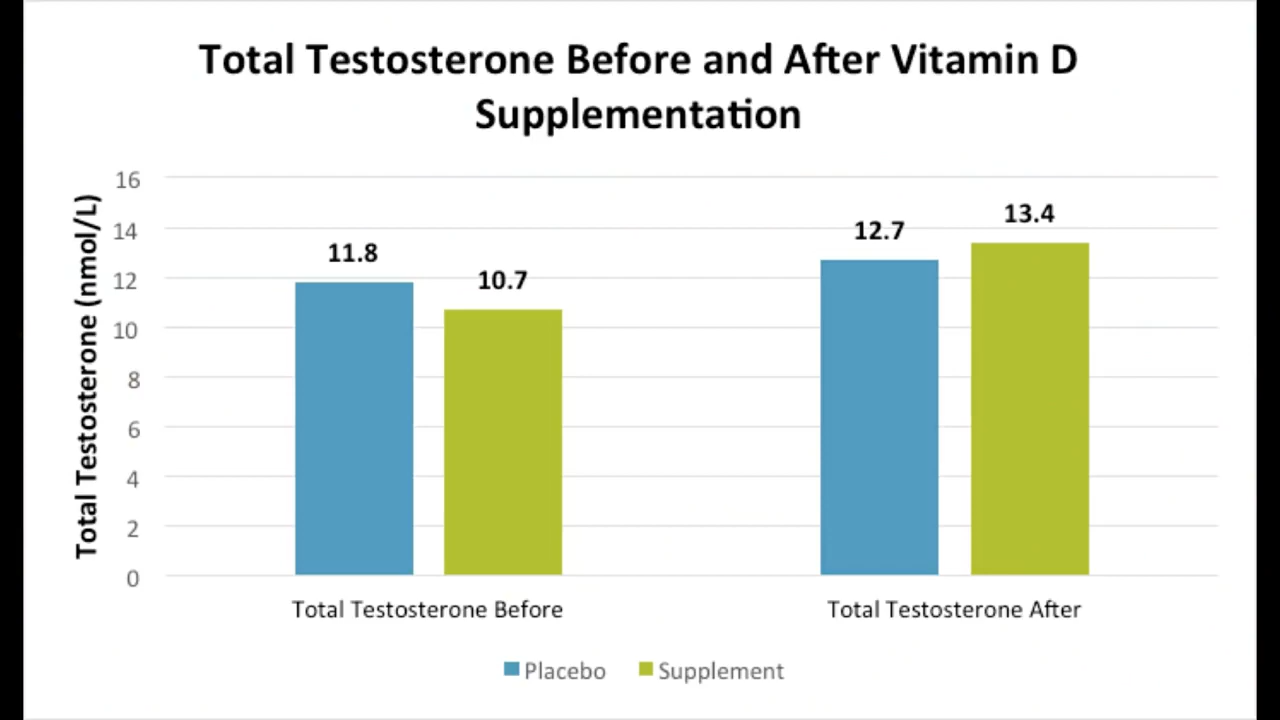 Total Testosterone Before and After Vitamin D
Supplementation
Total Testosterone (nmol/L)
16
14
12
10
8
6
4
2
0
11.8
10.7
12.7
13.4
Total Testosterone Before
Total Testosterone After
Placebo
Supplement